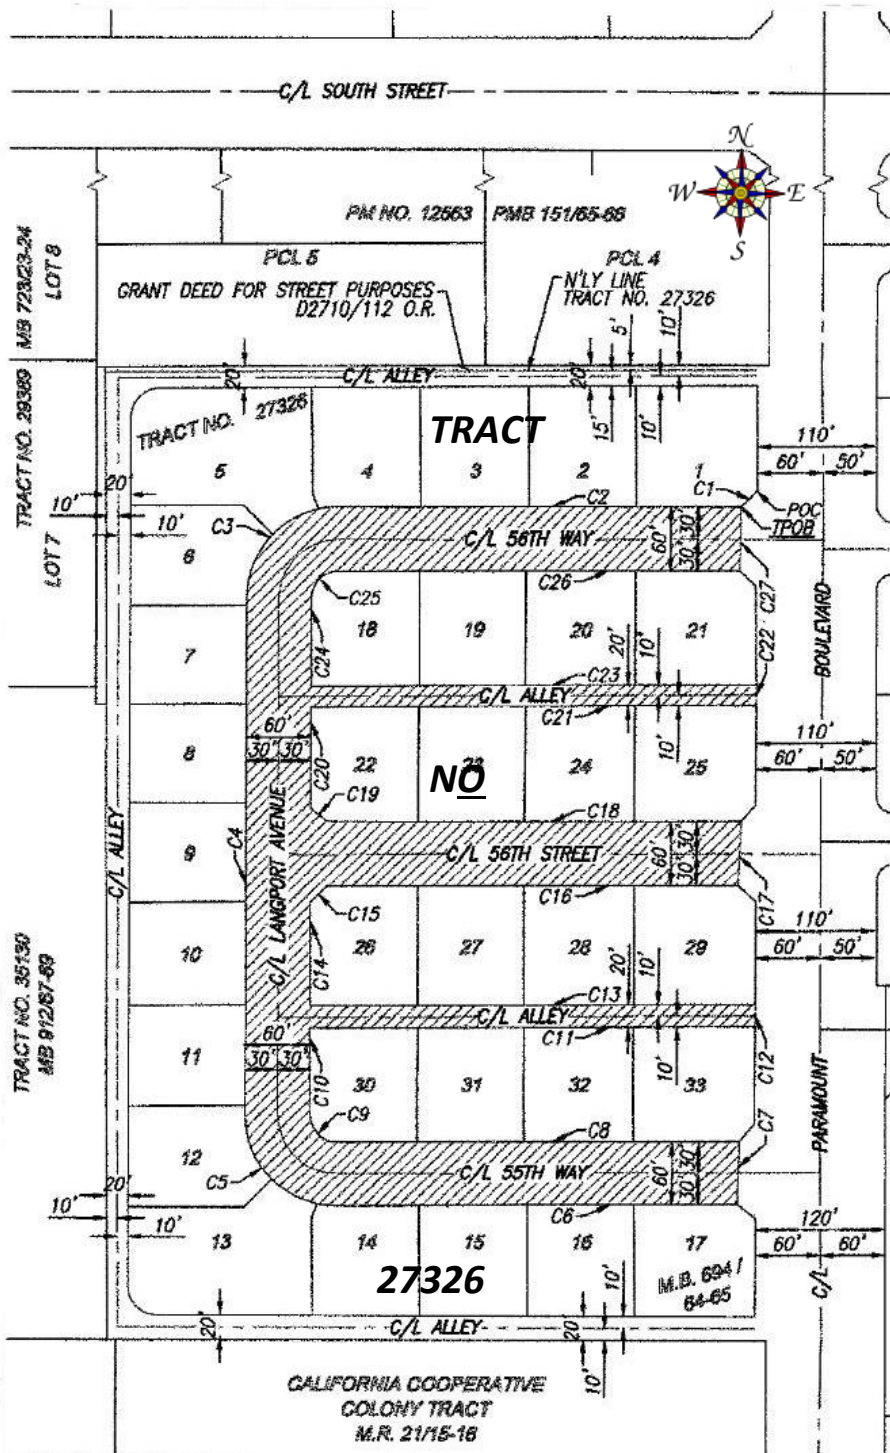 C/L SOUTH STREET
N
W E
S
PM NO. 12563 PMB 151/65-66
PCL 5
PCL 4
LOT 8
MB 723/23-24
GRANT DEED FOR STREET PURPOSES
D2710/112 O.R.
N'LY LINE
TRACT NO. 27326
5'
10'
20'
C/L ALLEY
20'
15'
10'
TRACT NO. 27326
TRACT
5
4
3
2
1
110'
60' 50'
C1
POC
TPOB
TRACT NO. 29389
LOT 7
20'
10'
10'
C3
C2
6
C/L 56TH WAY
60'
30'
30'
C25
C26
C27
18
19
20
21
C24
20'
10'
C22
BOULEVARD
7
C23
C/L ALLEY
C21
10'
60'
30' 30'
110'
60' 50'
8
C20
22
23
24
25
NO
C19
C18
C/L ALLEY
C4
9
C/L LANGPORT AVENUE
C/L 56TH STREET
60'
30'
30'
C15
C16
C17
110'
60' 50'
TRACT NO. 35130
MB 912/67-69
10
C14
26
27
28
29
20'
10'
C13
C/L ALLEY
C11
10'
C12
60'
30' 30'
11
C10
30
31
32
33
PARAMOUNT
C9
C8
C7
12
C5
C/L 55TH WAY
60'
30'
30'
20'
10'
10'
C6
13
14
15
16
17
120'
60' 60'
27326
M.B. 694 /
64-65
C/L
20'
C/L ALLEY
20'
10'
10'
CALIFORNIA COOPERATIVE
COLONY TRACT
M.R. 21/15-16